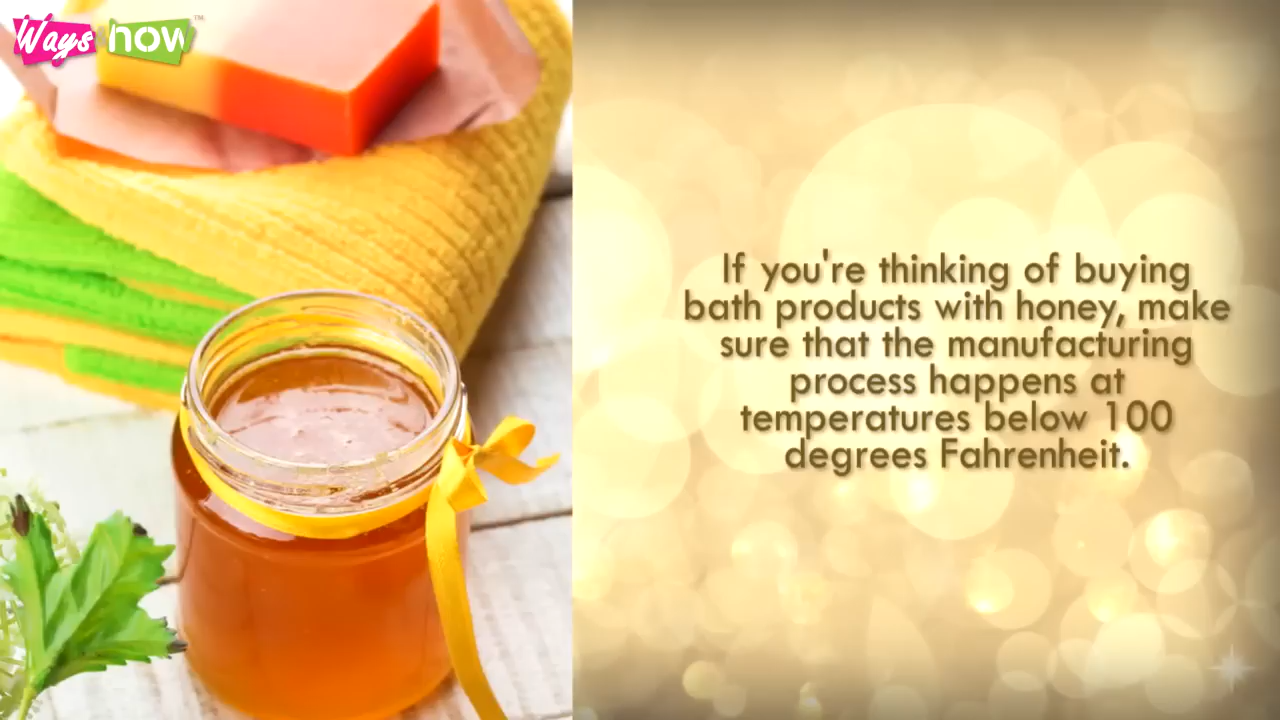 Ways how™
If you're thinking of buying
bath products with honey, make
sure that the manufacturing
process happens at
temperatures below 100
degrees Fahrenheit.